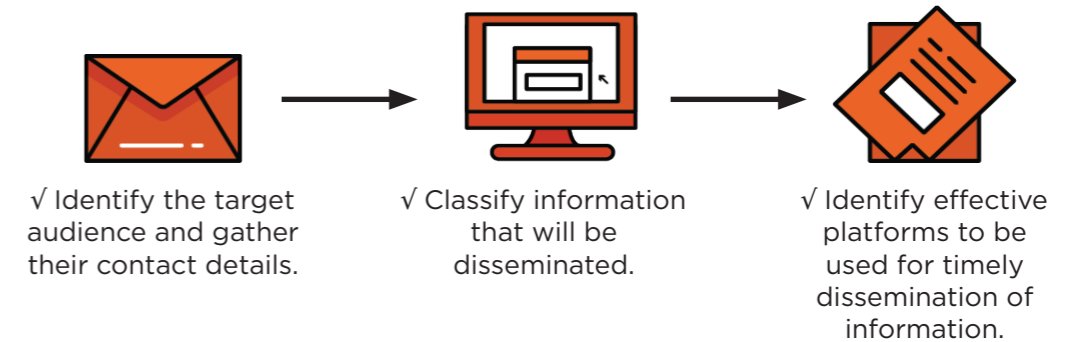 √ Identify the target
audience and gather
their contact details.
√ Classify information
that will be
disseminated.
√ Identify effective
platforms to be
used for timely
dissemination of
information.